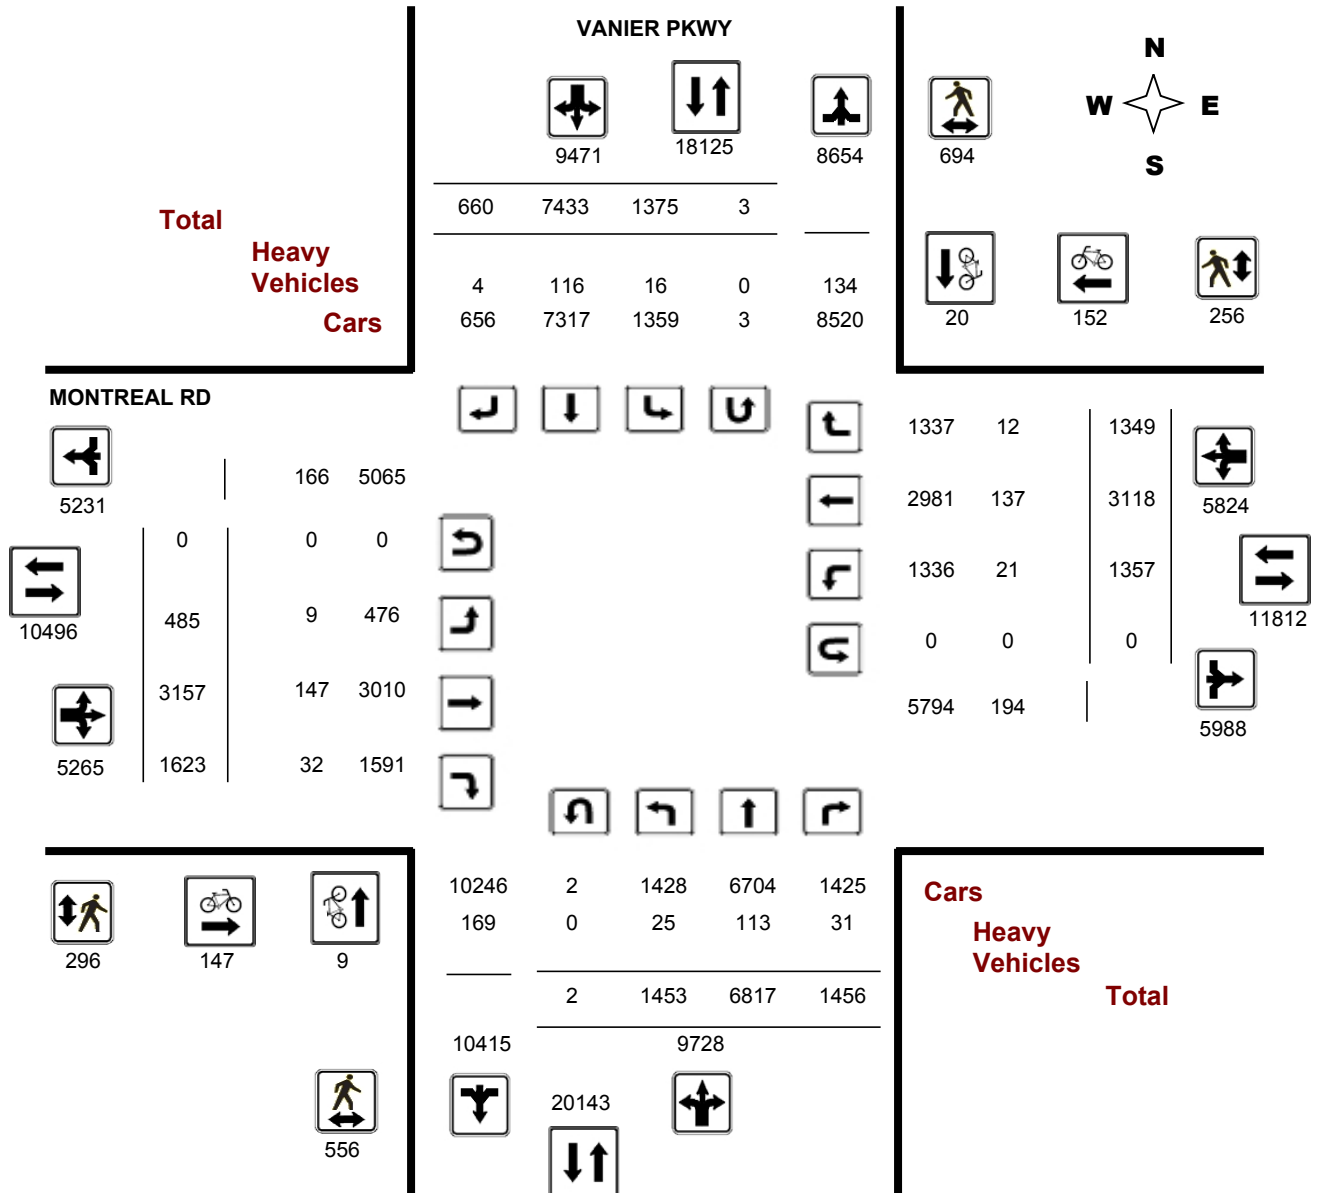 VANIER PKWY
N
W E
S
9471 18125 8654 694
660 7433 1375 3
Total
Heavy
Vehicles
4 116 16 0 134
Cars
656 7317 1359 3 8520
20 152 256
MONTREAL RD
1337 12 1349
166 5065
5231
2981 137 3118 5824
0 0 0
1336 21 1357
10496
485 9 476
11812
0 0 0
3157 147 3010
5794 194
5988
5265
1623 32 1591
10246 2 1428 6704 1425
169 0 25 113 31
Cars
Heavy
Vehicles
296 147 9
2 1453 6817 1456
Total
10415 9728
20143
556